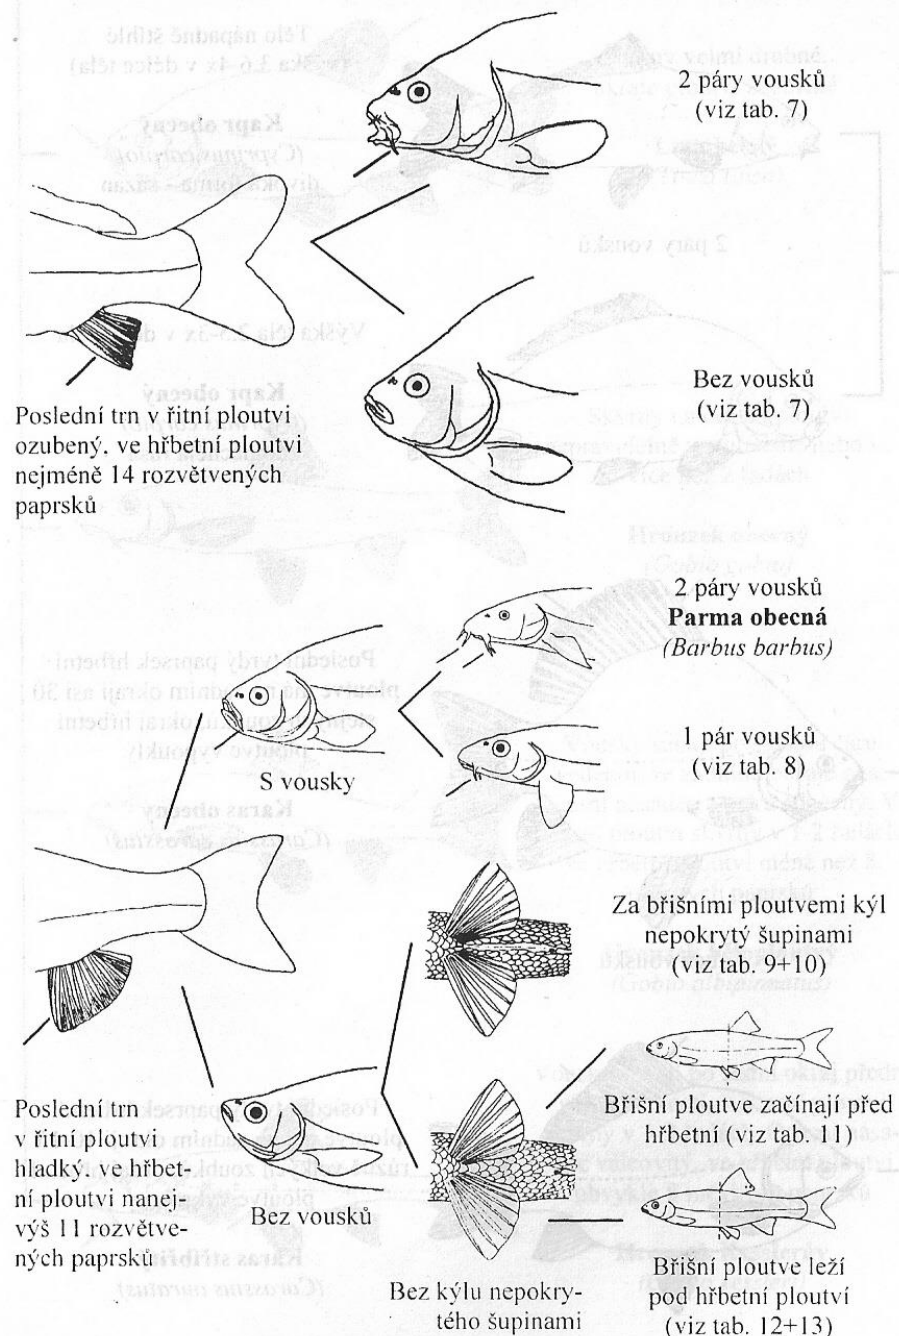 2 páry vousků
(viz tab. 7)
Bez vousků
(viz tab. 7)
Poslední trn v řitní ploutvi
ozubený, ve hřbetní ploutvi
nejméně 14 rozvětvených
paprsků
2 páry vousků
Parma obecná
(Barbus barbus)
1 pár vousků
(viz tab. 8)
S vousky
Za břišními ploutvemi kýl
nepokrytý šupinami
(viz tab. 9+10)
Poslední trn
v řitní ploutvi
hladký, ve hřbet-
ní ploutvi nanej-
výš 11 rozvětve-
ných paprsků
Bez vousků
Břišní ploutve začínají před
hřbetní (viz tab. 11)
Bez kýlu nepokry-
tého šupinami
Břišní ploutve leží
pod hřbetní ploutví
(viz tab. 12+13)